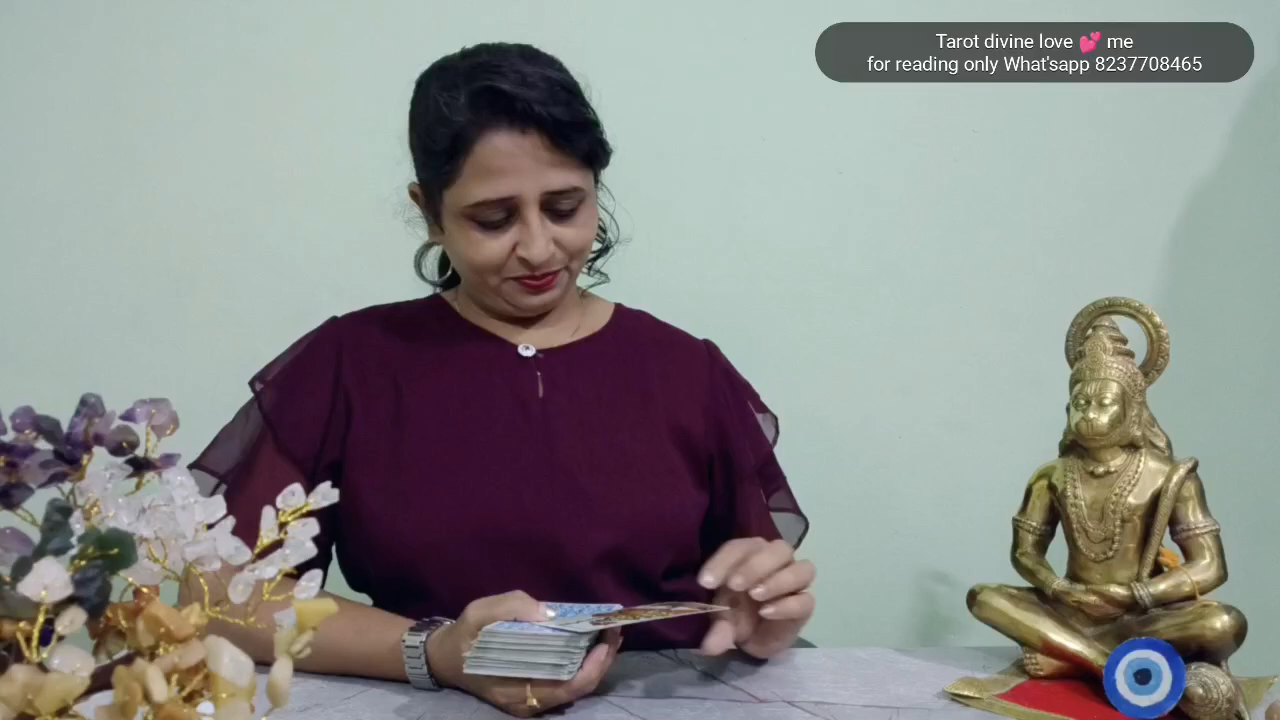 Tarot divine love 💕 me
for reading only What'sapp 8237708465